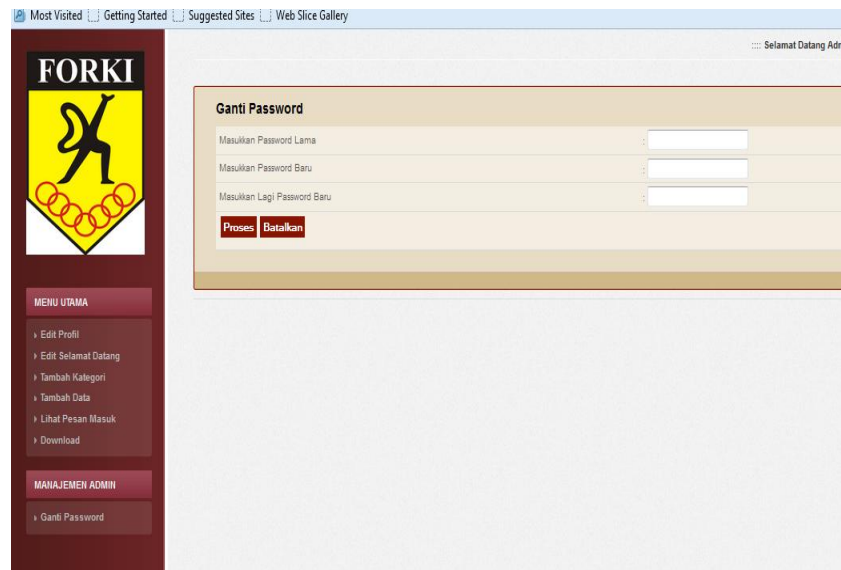 Most Visited Getting Started Suggested Sites Web Slice Gallery
:::: Selamat Datang Adr
FORKI
Ganti Password
Masukkan Password Lama :
Masukkan Password Baru :
Masukkan Lagi Password Baru :
Proses Batalkan
MENU UTAMA
Edit Profil
Edit Selamat Datang
Tambah Kategori
Tambah Data
Lihat Pesan Masuk
Download
MANAJEMEN ADMIN
Ganti Password